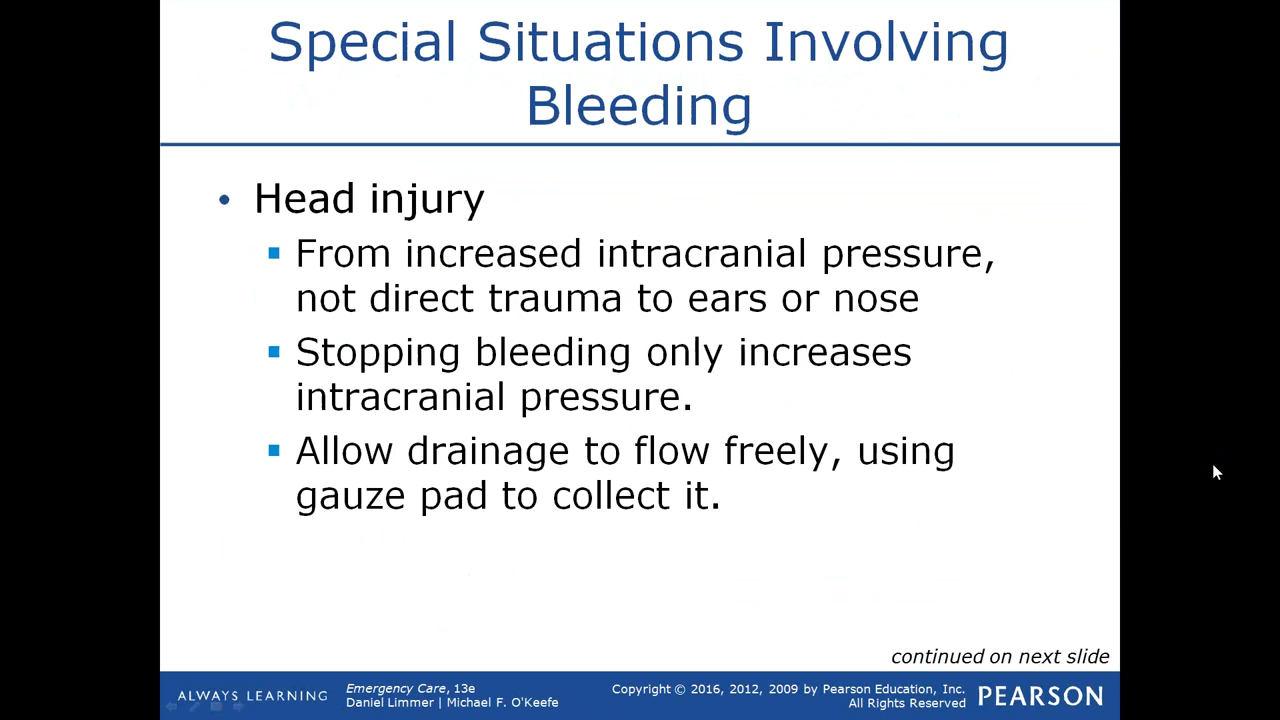 Special Situations Involving
Bleeding
• Head injury
▪ From increased intracranial pressure,
not direct trauma to ears or nose
▪ Stopping bleeding only increases
intracranial pressure.
▪ Allow drainage to flow freely, using
gauze pad to collect it.
continued on next slide
ALWAYS LEARNING
Emergency Care, 13e
Daniel Limmer | Michael F. O'Keefe
Copyright © 2016, 2012, 2009 by Pearson Education, Inc.
All Rights Reserved
PEARSON